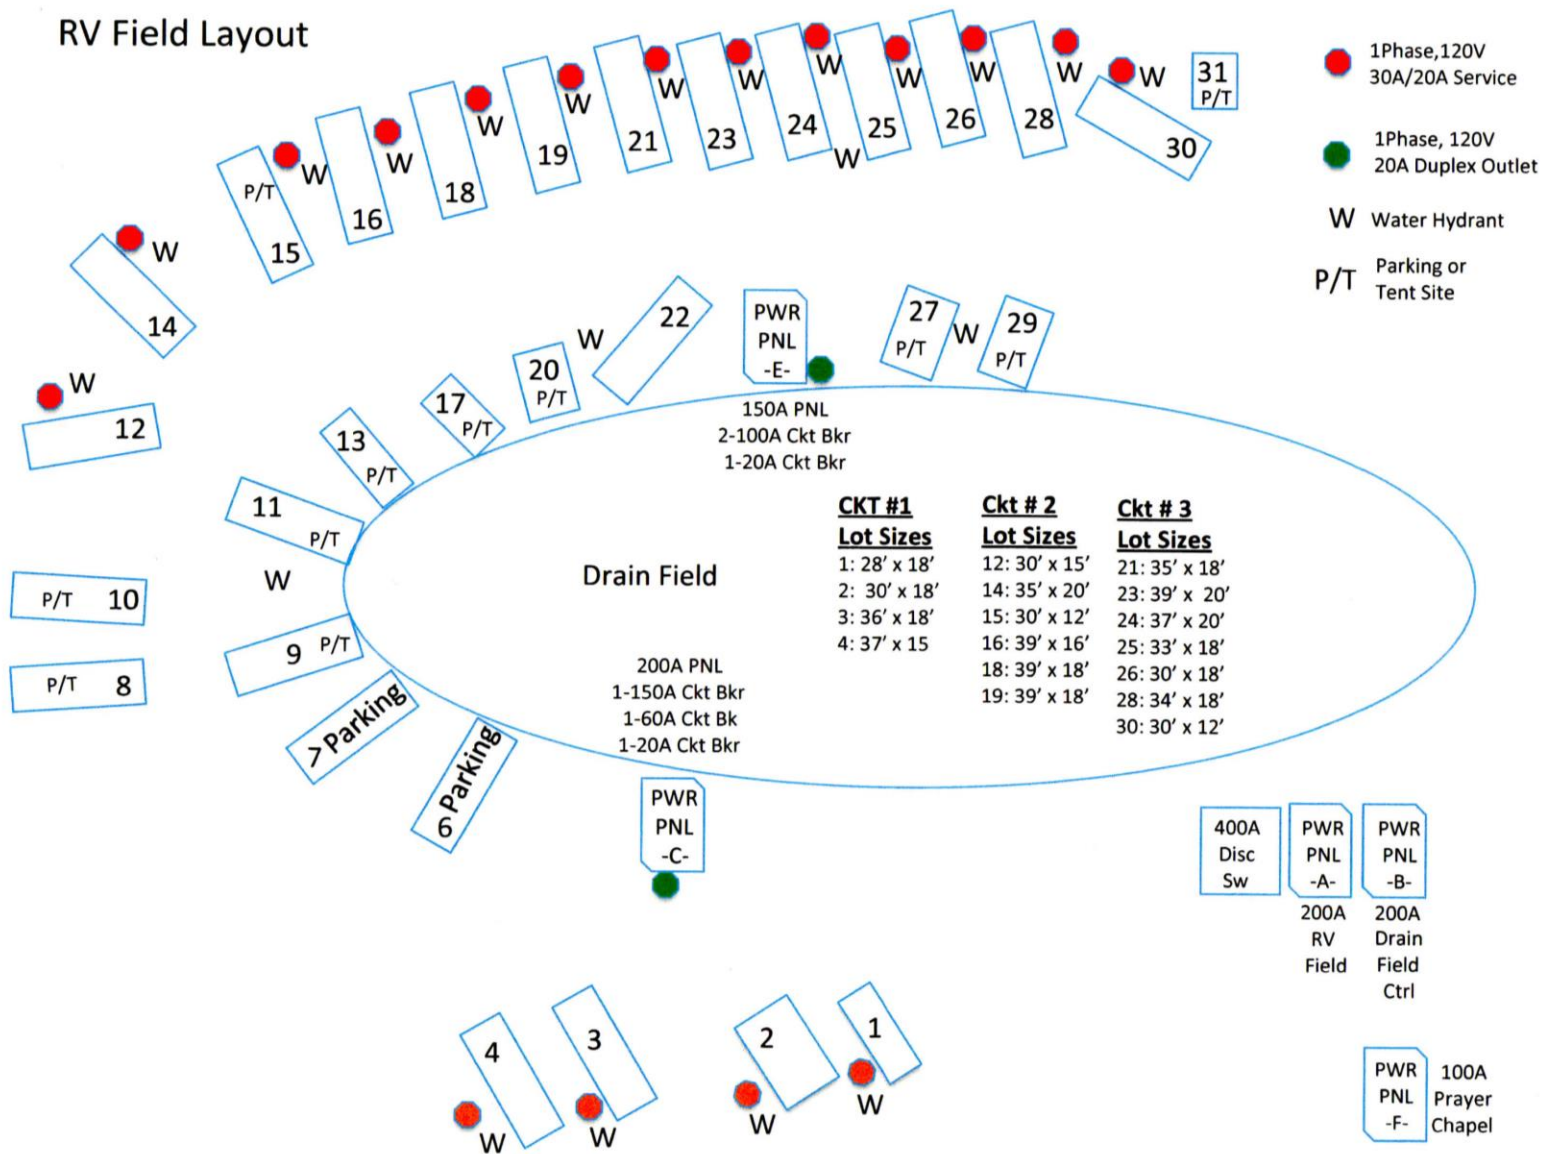 RV Field Layout
1Phase,120V
30A/20A Service
1Phase, 120V
20A Duplex Outlet
W Water Hydrant
P/T Parking or
Tent Site
31
P/T
W
30
W
28
W
26
W
25
W
W
24
W
23
W
21
W
19
W
18
W
16
W
P/T
15
W
14
W
12
22
W
20
P/T
17
P/T
13
P/T
11
P/T
W
P/T 10
P/T 8
9 P/T
7 Parking
6 Parking
PWR
PNL
-E-
27
P/T
W
29
P/T
150A PNL
2-100A Ckt Bkr
1-20A Ckt Bkr
Drain Field
CKT #1
Lot Sizes
1: 28’ x 18’
2: 30’ x 18’
3: 36’ x 18’
4: 37’ x 15
Ckt # 2
Lot Sizes
12: 30’ x 15’
14: 35’ x 20’
15: 30’ x 12’
16: 39’ x 16’
18: 39’ x 18’
19: 39’ x 18’
Ckt # 3
Lot Sizes
21: 35’ x 18’
23: 39’ x 20’
24: 37’ x 20’
25: 33’ x 18’
26: 30’ x 18’
28: 34’ x 18’
30: 30’ x 12’
200A PNL
1-150A Ckt Bkr
1-60A Ckt Bk
1-20A Ckt Bkr
PWR
PNL
-C-
400A
Disc
Sw
PWR
PNL
-A-
200A
RV
Field
PWR
PNL
-B-
200A
Drain
Field
Ctrl
4
W
3
W
2
W
1
W
PWR
PNL
-F-
100A
Prayer
Chapel